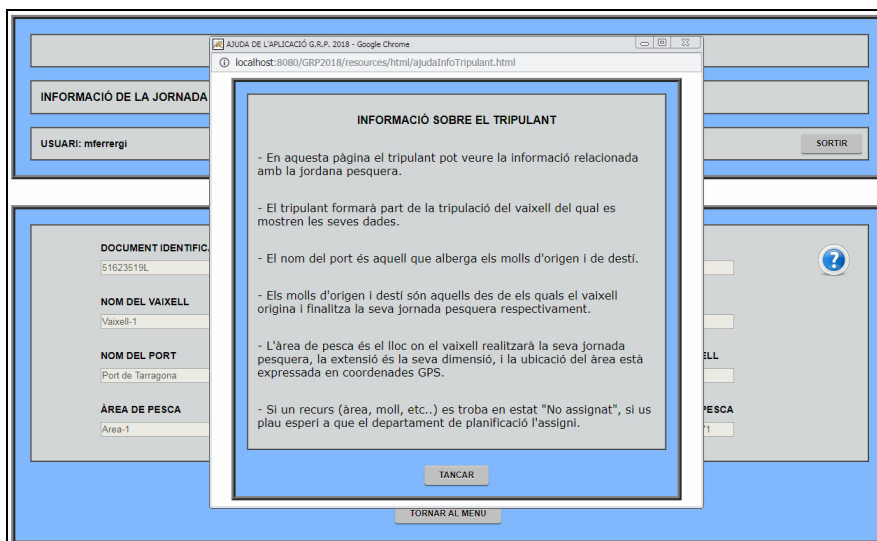 AJUDA DE L'APLICACIÓ G.R.P. 2018 - Google Chrome
localhost:8080/GRP2018/resources/html/ajudaInfoTripulant.html
INFORMACIÓ DE LA JORNADA
USUARI: mferrergi
SORTIR
INFORMACIÓ SOBRE EL TRIPULANT
- En aquesta pàgina el tripulant pot veure la informació relacionada
amb la jordana pesquera.
- El tripulant formarà part de la tripulació del vaixell del qual es
mostren les seves dades.
- El nom del port és aquell que alberga els molls d'origen i de destí.
- Els molls d'origen i destí són aquells des de els quals el vaixell
origina i finalitza la seva jornada pesquera respectivament.
- L'àrea de pesca és el lloc on el vaixell realitzarà la seva jornada
pesquera, la extensió és la seva dimensió, i la ubicació del àrea està
expressada en coordenades GPS.
- Si un recurs (àrea, moll, etc..) es troba en estat "No assignat", si us
plau esperi a que el departament de planificació l'assigni.
TANCAR
DOCUMENT IDENTIFIC
51623519L
NOM DEL VAIXELL
Vaixell-1
NOM DEL PORT
ELL
Port de Tarragona
ÀREA DE PESCA
PESCA
Area-1
71
TORNAR AL MENU